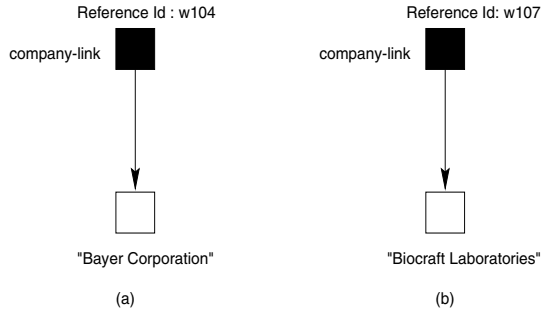 Reference Id : w104
company-link
"Bayer Corporation"
(a)
Reference Id: w107
company-link
"Biocraft Laboratories"
(b)